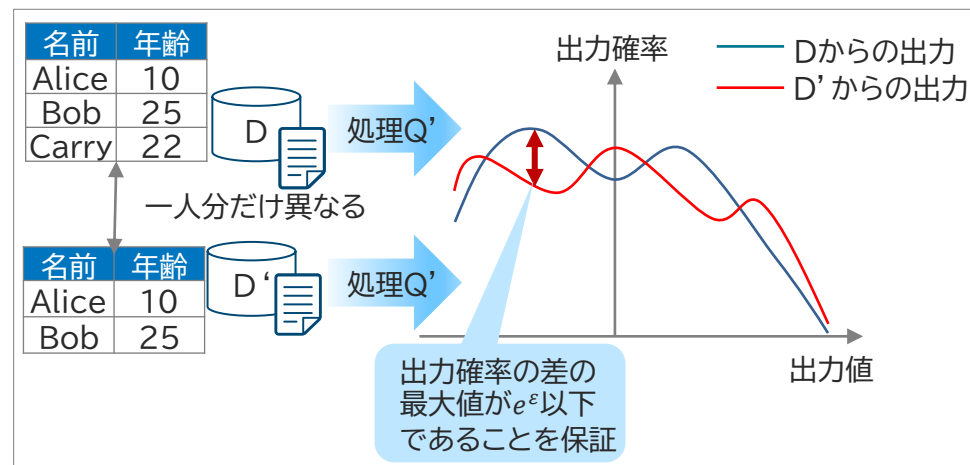 名前 年齢
Alice 10
Bob 25
Carry 22
D
処理Q’
一人分だけ異なる
名前 年齢
Alice 10
Bob 25
D‘
処理Q’
出力確率
Dからの出力
D’からの出力
出力値
出力確率の差の
最大値がe^ε以下
であることを保証